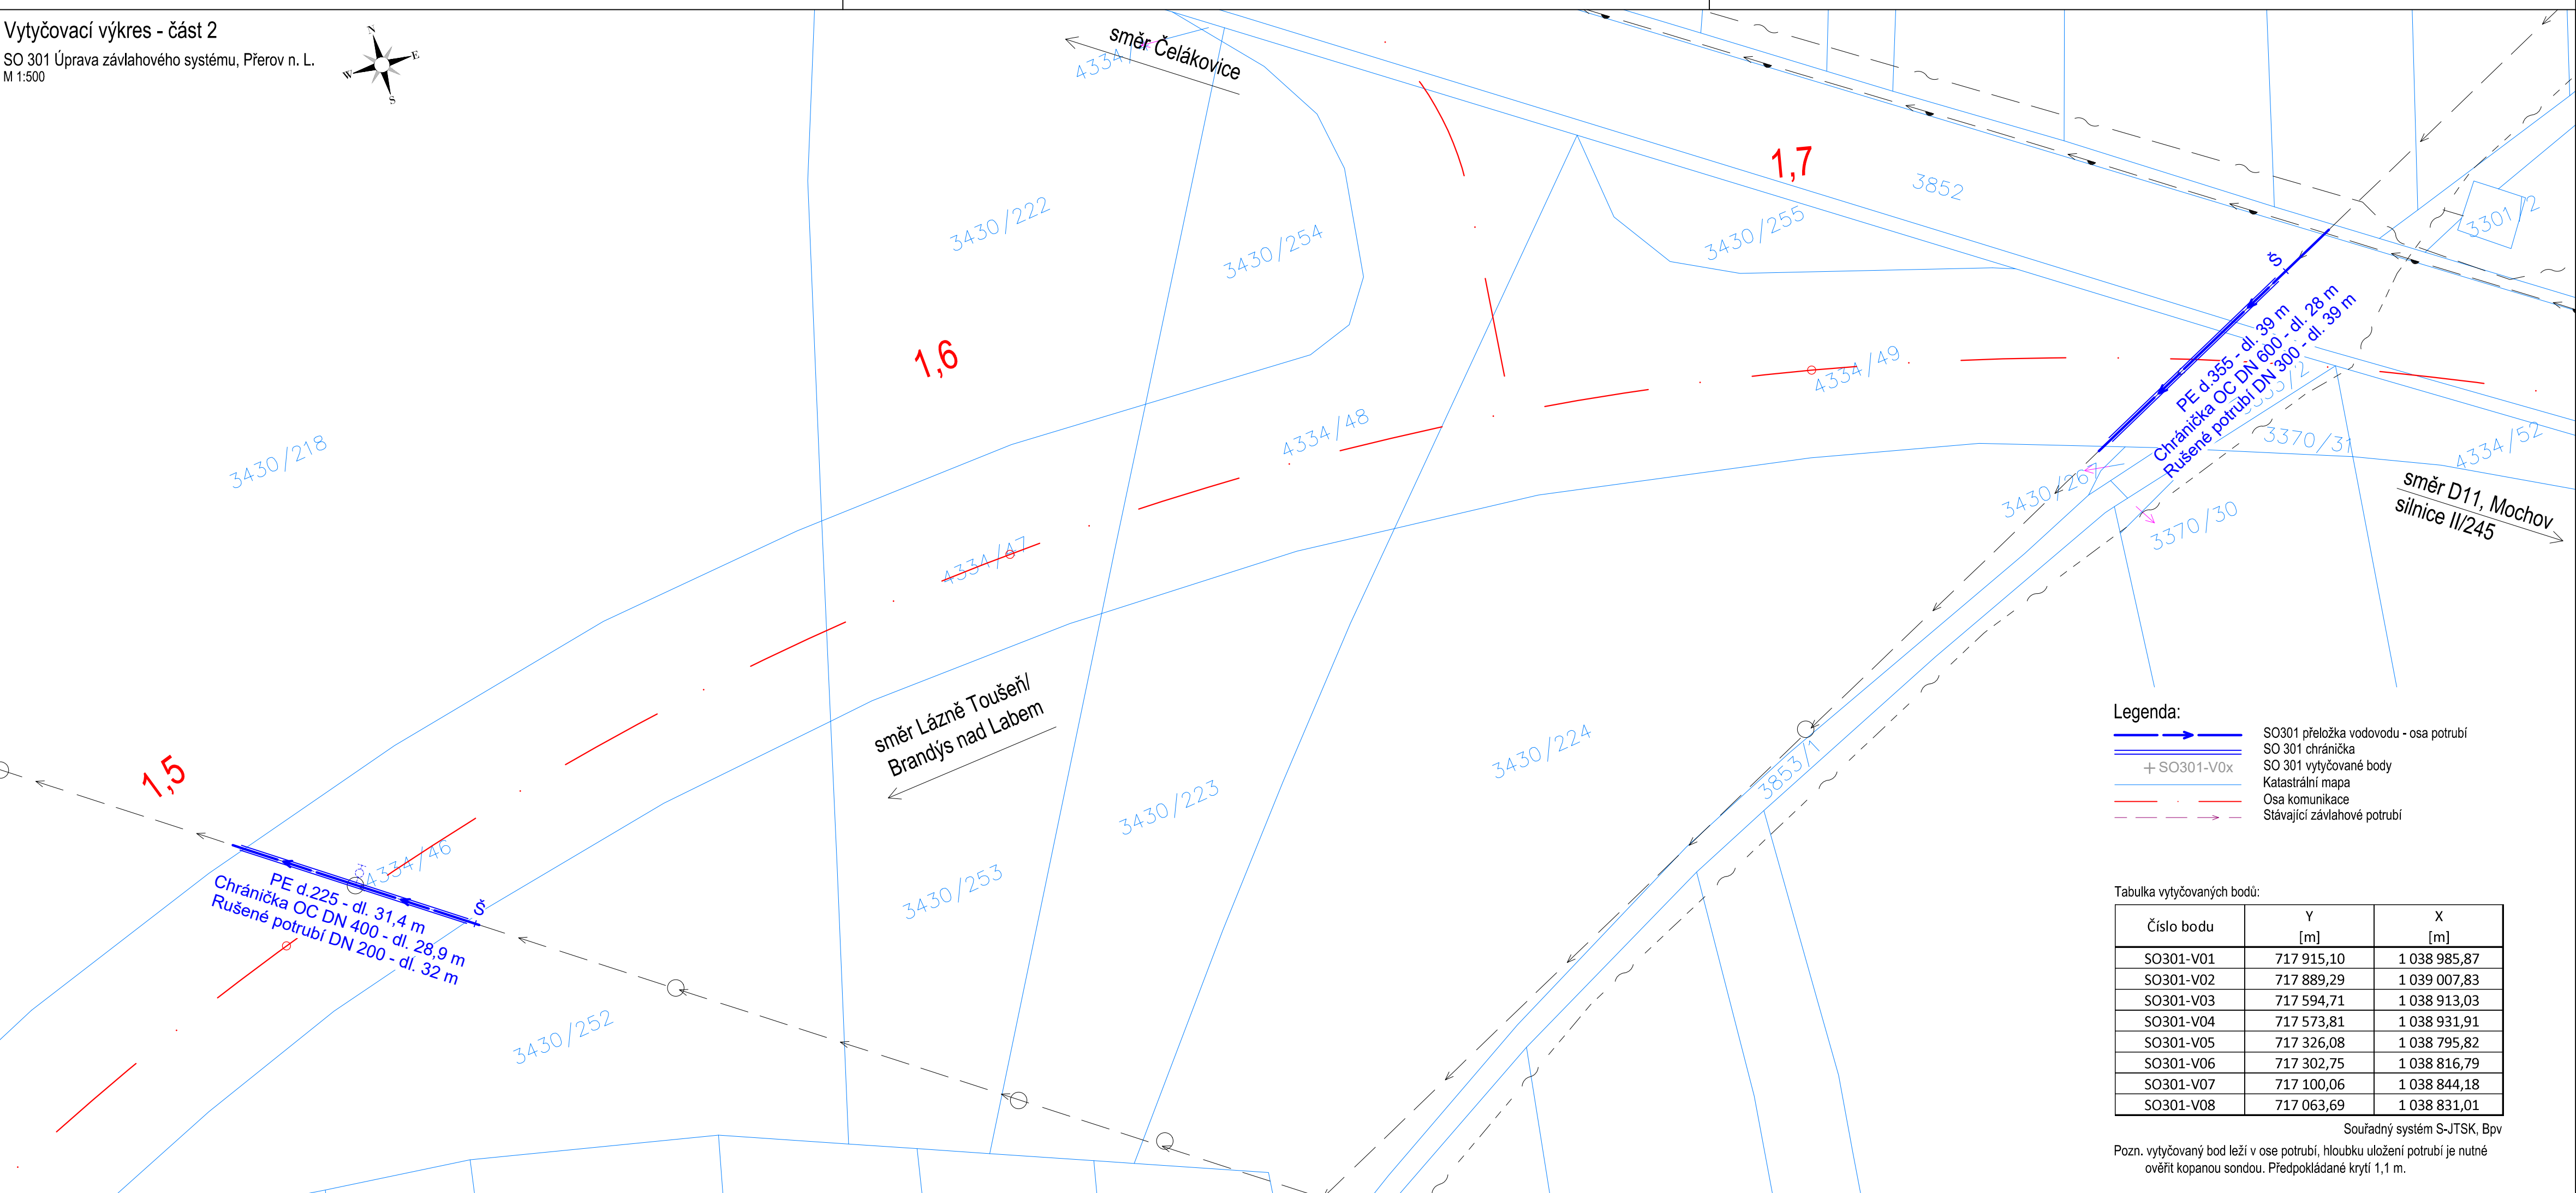 Vytyčovací výkres - část 2
SO 301 Úprava závlahového systému, Přerov n. L.
M 1:500
N
E
W
S
směr Čelákovice
4334/
1,7
3852
3430/222
3430/254
3430/255
3301/2
Š
PE d.355 - dl. 39 m
Chránička OC DN 600 - dl. 28 m
Rušené potrubí DN 300 - dl. 39 m
1,6
4334/49
4334/48
3430/218
3370/31
4334/52
3430/267
3370/30
směr D11, Mochov
silnice II/245
4334/47
směr Lázně Toušeň/
Brandýs nad Labem
3430/224
3853/1
3430/223
1,5
4334/46
3430/253
Š
PE d.225 - dl. 31,4 m
Chránička OC DN 400 - dl. 28,9 m
Rušené potrubí DN 200 - dl. 32 m
3430/252
Legenda:
SO301 přeložka vodovodu - osa potrubí
SO 301 chránička
SO301-V0x SO 301 vytyčované body
Katastrální mapa
Osa komunikace
Stávající závlahové potrubí
Tabulka vytyčovaných bodů:
Číslo bodu Y [m] X [m]
SO301-V01 717 915,10 1 038 985,87
SO301-V02 717 889,29 1 039 007,83
SO301-V03 717 594,71 1 038 913,03
SO301-V04 717 573,81 1 038 931,91
SO301-V05 717 326,08 1 038 795,82
SO301-V06 717 302,75 1 038 816,79
SO301-V07 717 100,06 1 038 844,18
SO301-V08 717 063,69 1 038 831,01
Souřadný systém S-JTSK, Bpv
Pozn. vytyčovaný bod leží v ose potrubí, hloubku uložení potrubí je nutné
ověřit kopanou sondou. Předpokládané krytí 1,1 m.